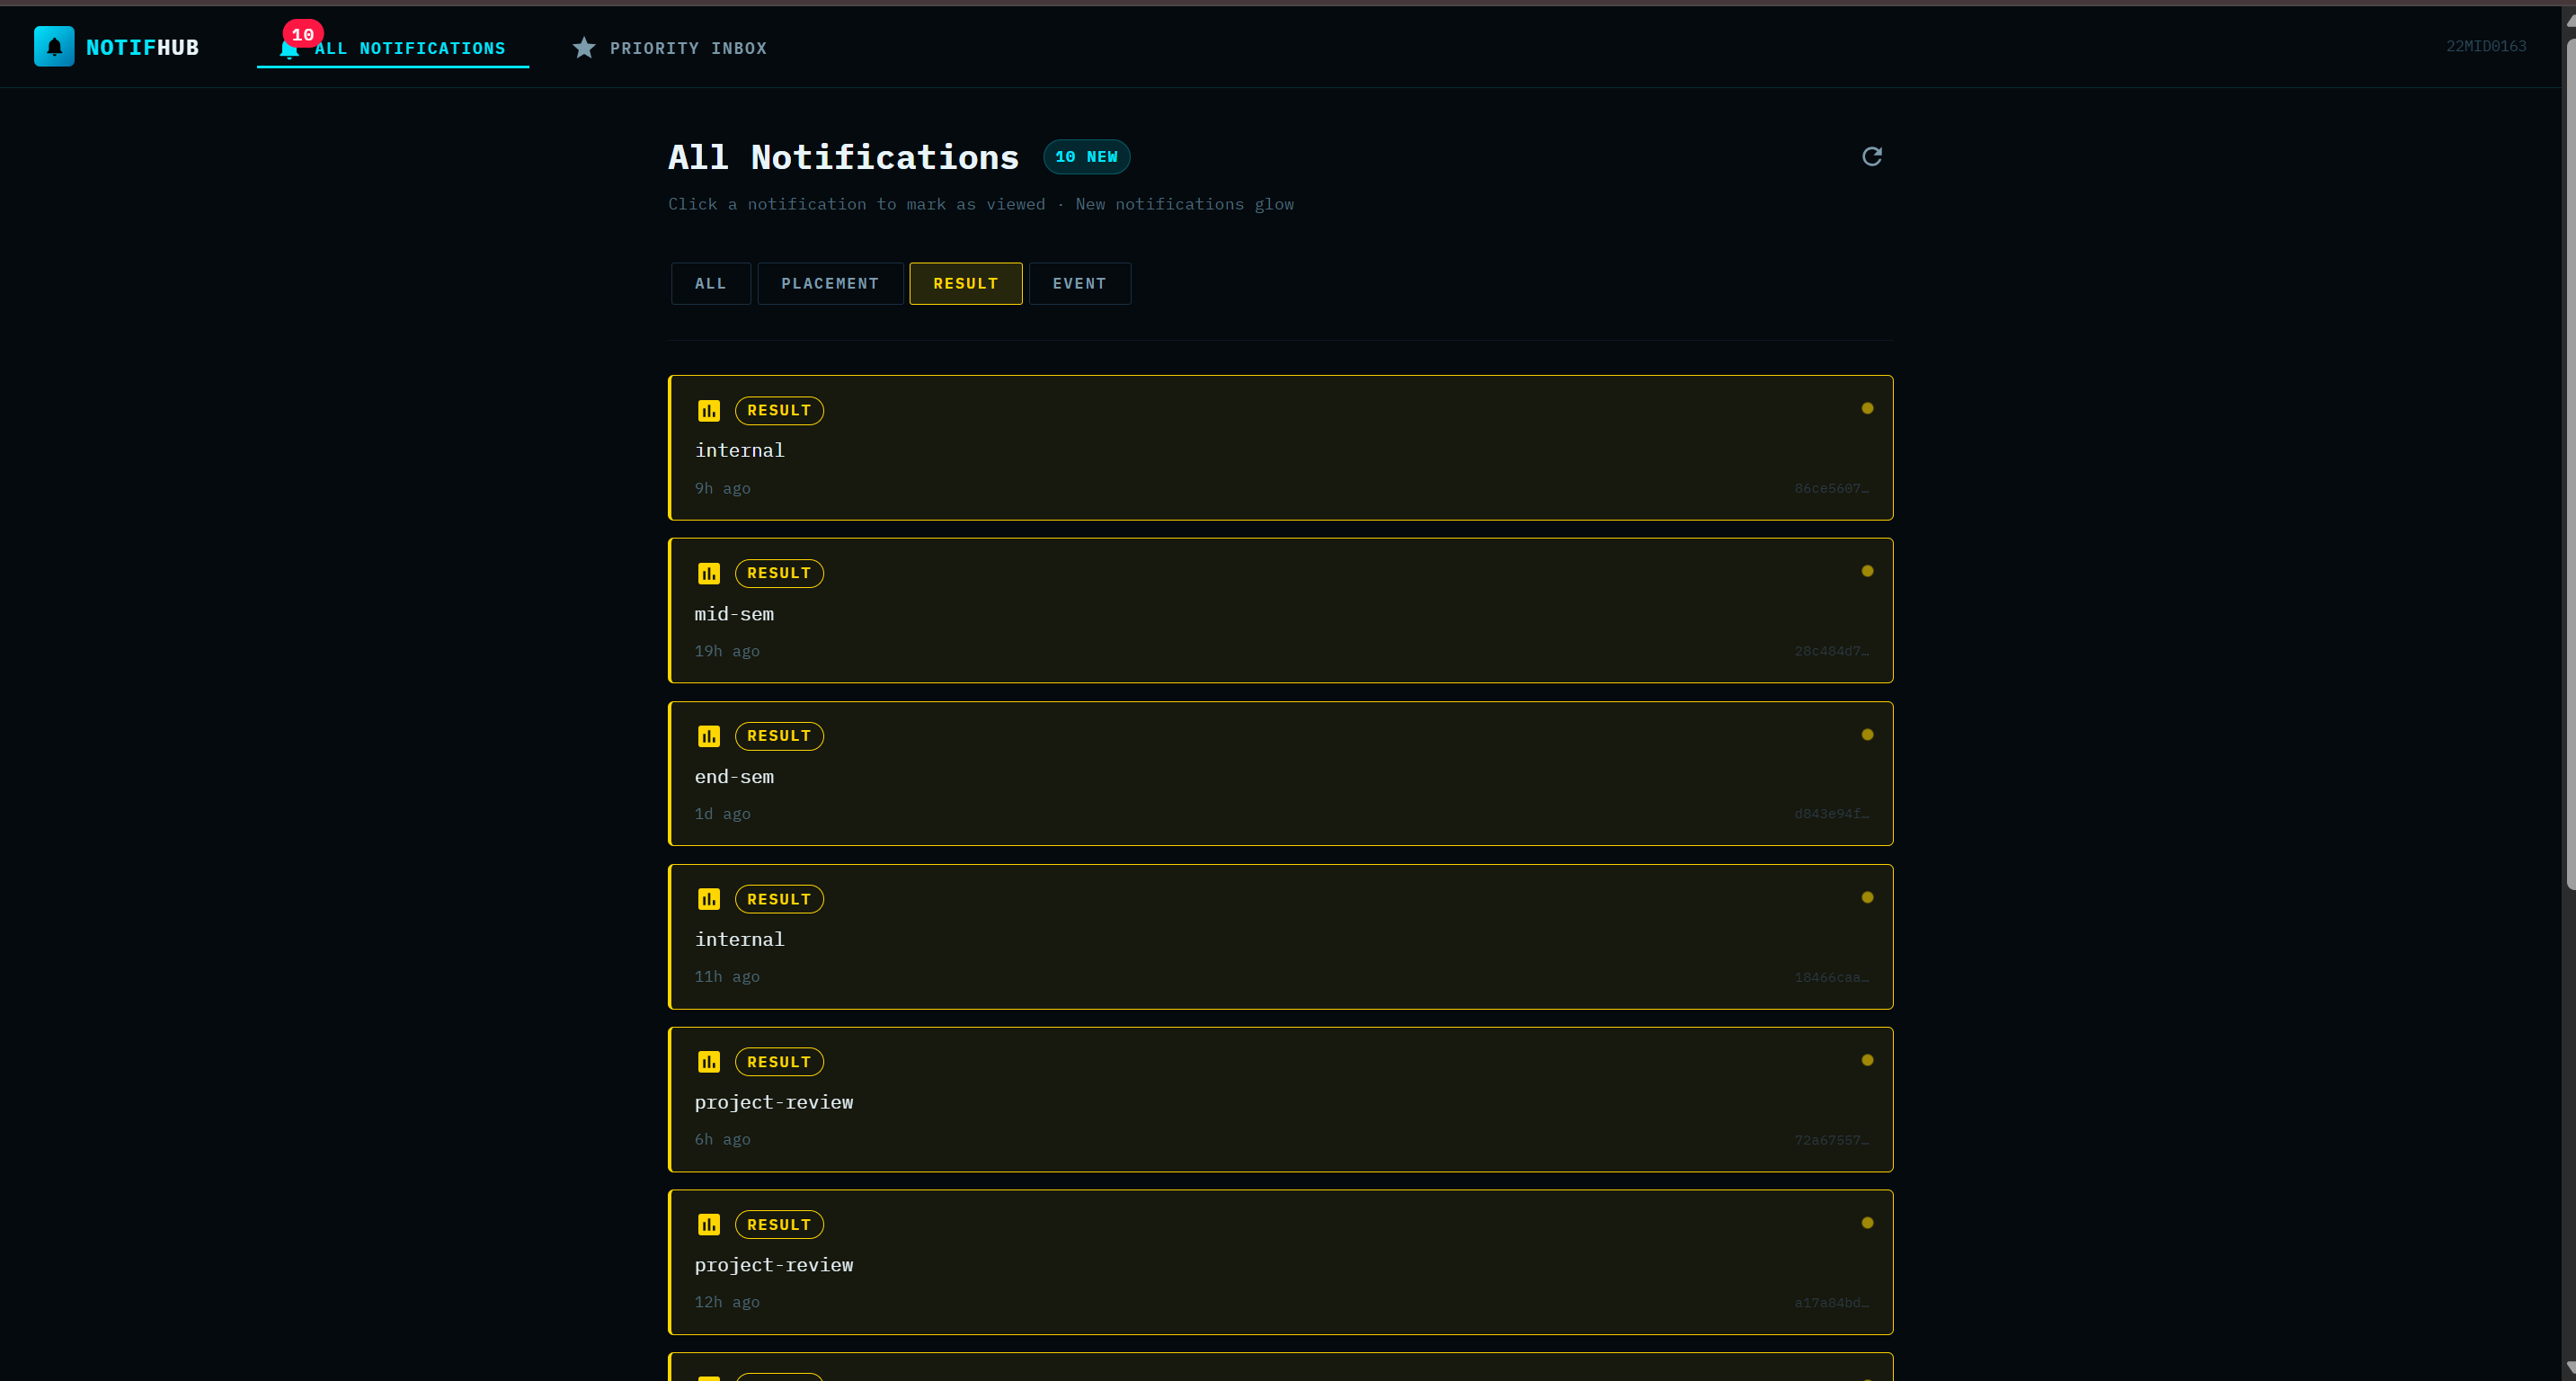 NOTIFHUB
10
ALL NOTIFICATIONS
PRIORITY INBOX
22MID0163
All Notifications
10 NEW
Click a notification to mark as viewed · New notifications glow
ALL
PLACEMENT
RESULT
EVENT
RESULT
internal
9h ago
86ce5607…
RESULT
mid-sem
19h ago
28c484d7…
RESULT
end-sem
1d ago
d843e94f…
RESULT
internal
11h ago
18466caa…
RESULT
project-review
6h ago
72a67557…
RESULT
project-review
12h ago
a17a84bd…